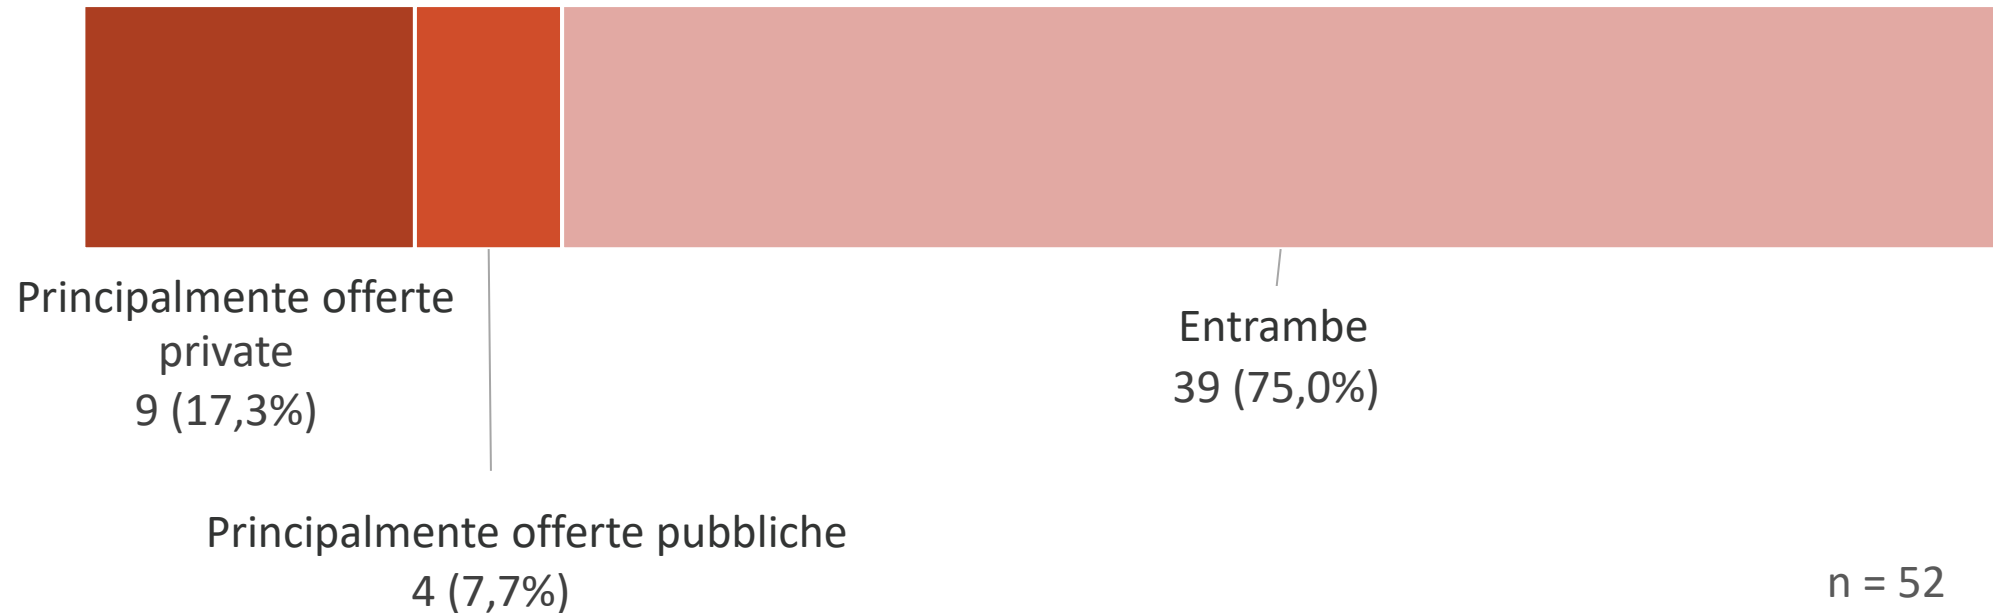 Principalmente offerte
private
9 (17,3%)
Principalmente offerte pubbliche
4 (7,7%)
Entrambe
39 (75,0%)
n = 52